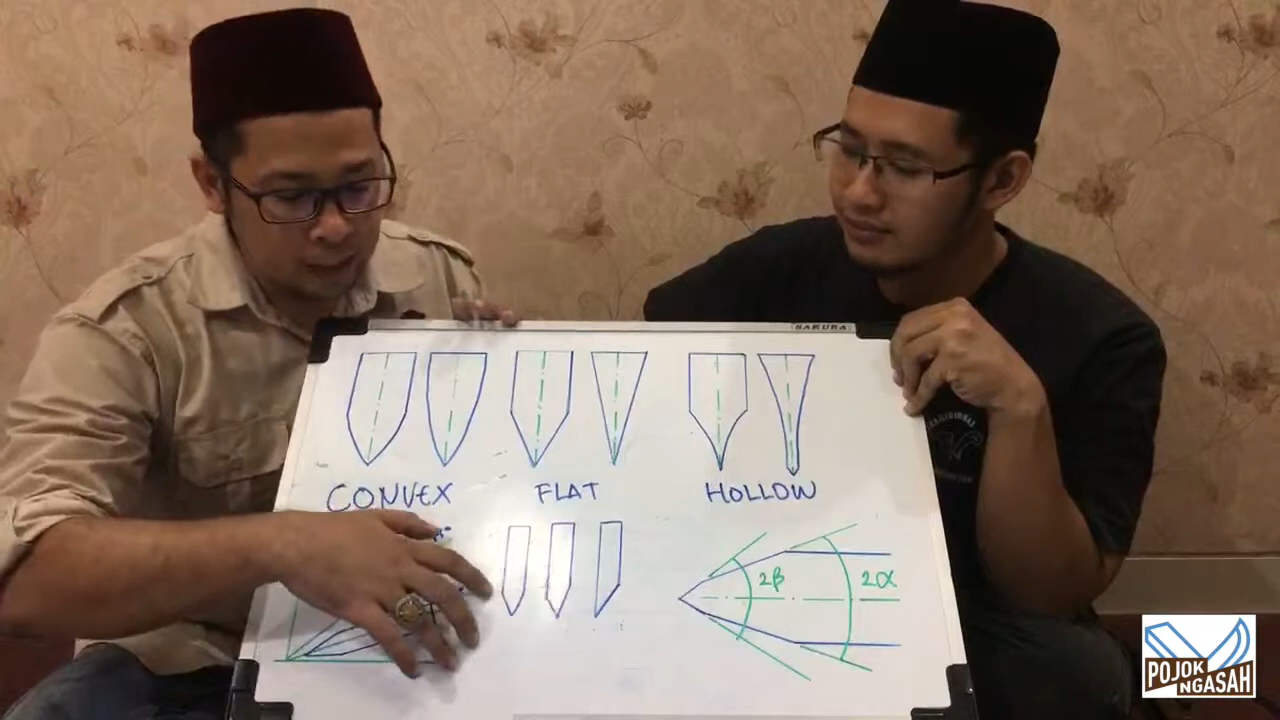 SAKURA
CONVEX
FLAT
HOLLOW
2β
2α
POJOK
NGASAH